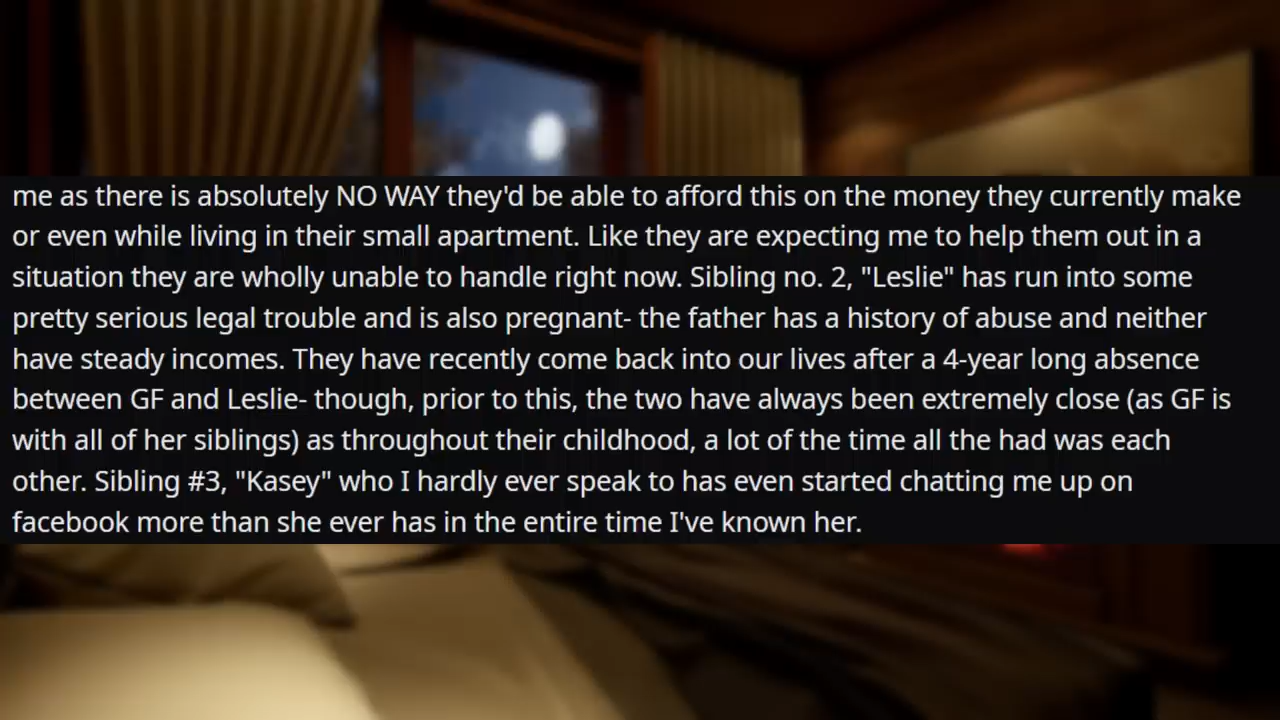 me as there is absolutely NO WAY they'd be able to afford this on the money they currently make
or even while living in their small apartment. Like they are expecting me to help them out in a
situation they are wholly unable to handle right now. Sibling no. 2, "Leslie" has run into some
pretty serious legal trouble and is also pregnant- the father has a history of abuse and neither
have steady incomes. They have recently come back into our lives after a 4-year long absence
between GF and Leslie- though, prior to this, the two have always been extremely close (as GF is
with all of her siblings) as throughout their childhood, a lot of the time all the had was each
other. Sibling #3, "Kasey" who I hardly ever speak to has even started chatting me up on
facebook more than she ever has in the entire time I've known her.